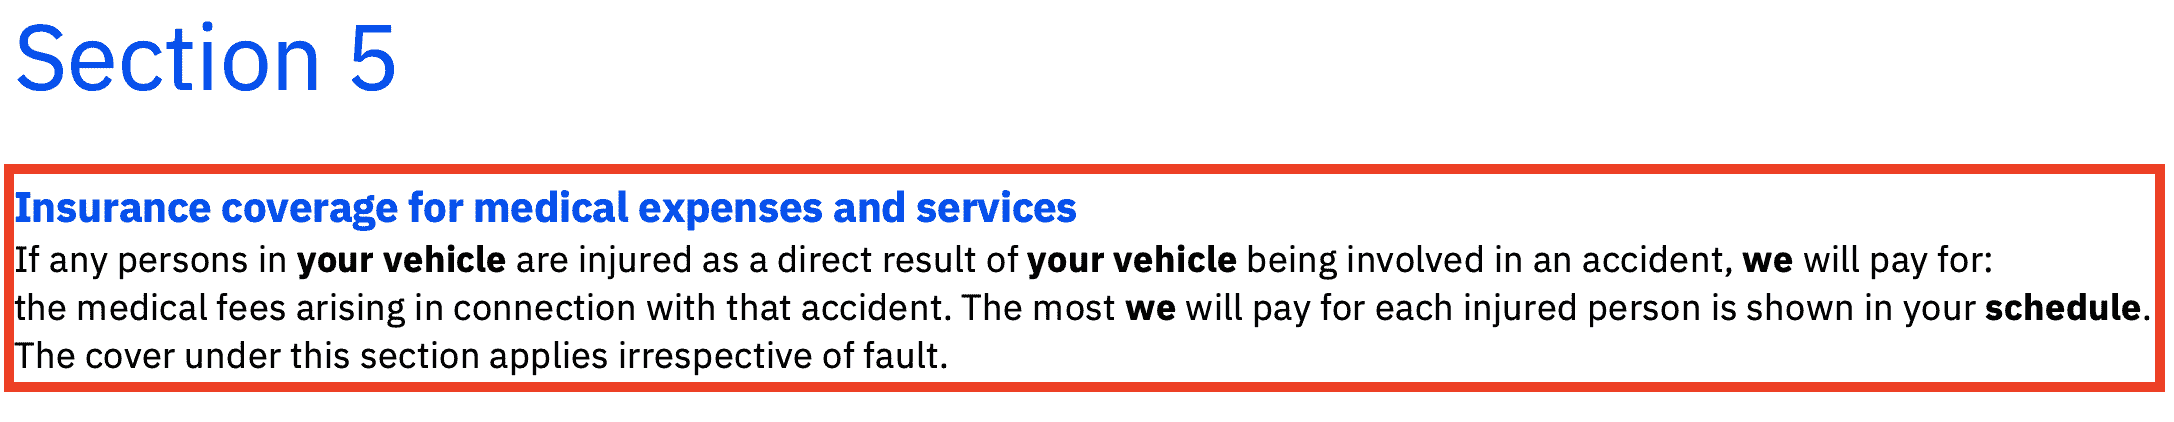 Section 5
Insurance coverage for medical expenses and services
If any persons in your vehicle are injured as a direct result of your vehicle being involved in an accident, we will pay for:
the medical fees arising in connection with that accident. The most we will pay for each injured person is shown in your schedule.
The cover under this section applies irrespective of fault.